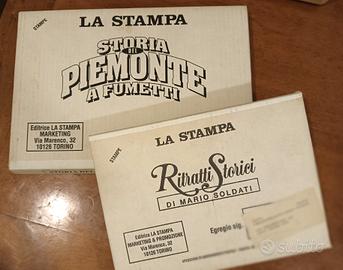 STAMPE
LA STAMPA
STORIA
DEL
PIEMONTE
A FUMETTI
Editrice LA STAMPA
MARKETING
Via Marenco, 32
10126 TORINO
STAMPE
LA STAMPA
Ritratti Storici
DI MARIO SOLDATI
Editrice LA STAMPA
MARKETING & PROMOZIONE
Via Marenco, 32
10126 TORINO
Egregio sig.
subito